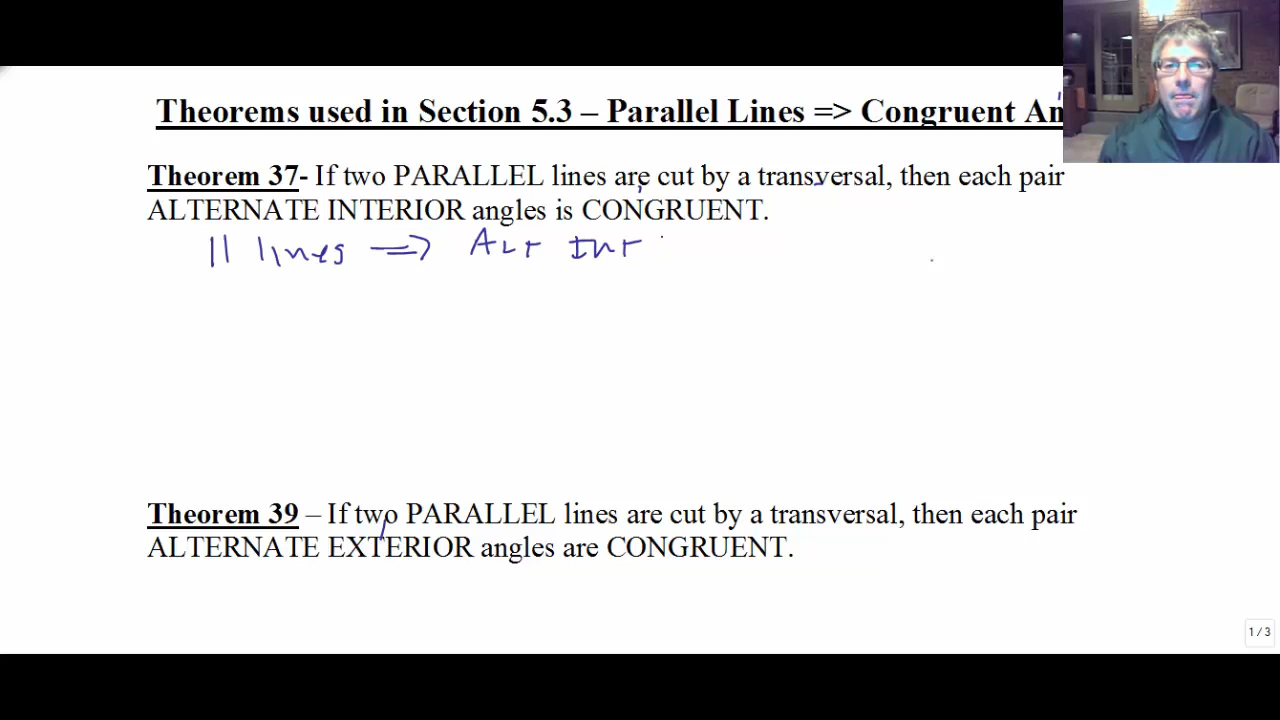 Theorems used in Section 5.3 – Parallel Lines => Congruent An
Theorem 37- If two PARALLEL lines are cut by a transversal, then each pair
ALTERNATE INTERIOR angles is CONGRUENT.
|| lines => ALT INT
Theorem 39 – If two PARALLEL lines are cut by a transversal, then each pair
ALTERNATE EXTERIOR angles are CONGRUENT.
1 / 3